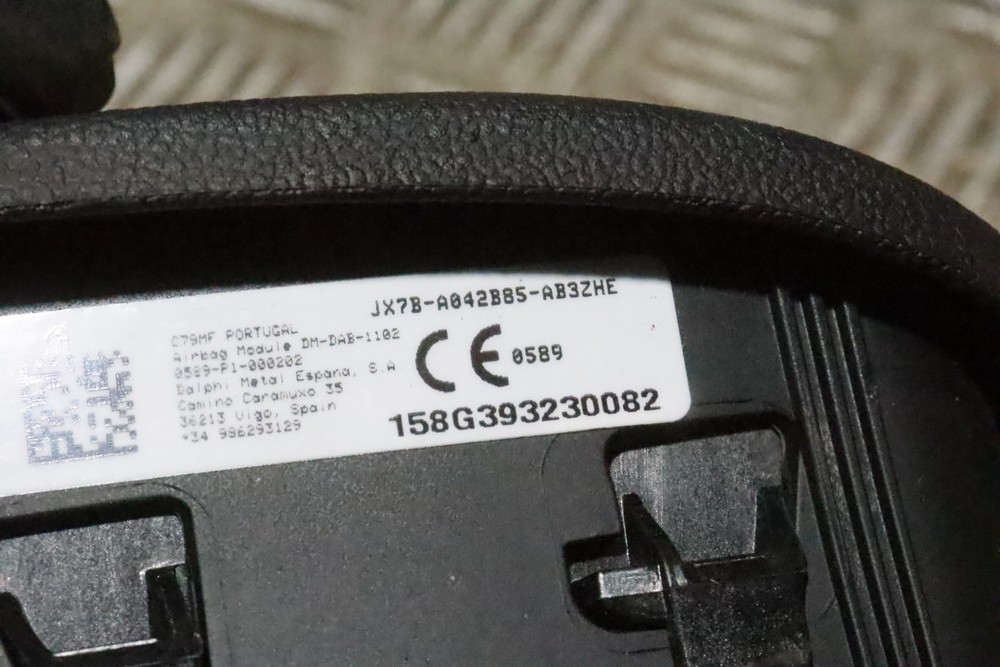 JX7B-A042B85-AB3ZHE
C79MF PORTUGAL
Airbag Module DM-DAB-1102
0589-P1-000202
Dalphi Metal Espana, S.A
Camino Caramuxo 35
36213 Vigo, Spain
+34 986293129
CE 0589
158G393230082